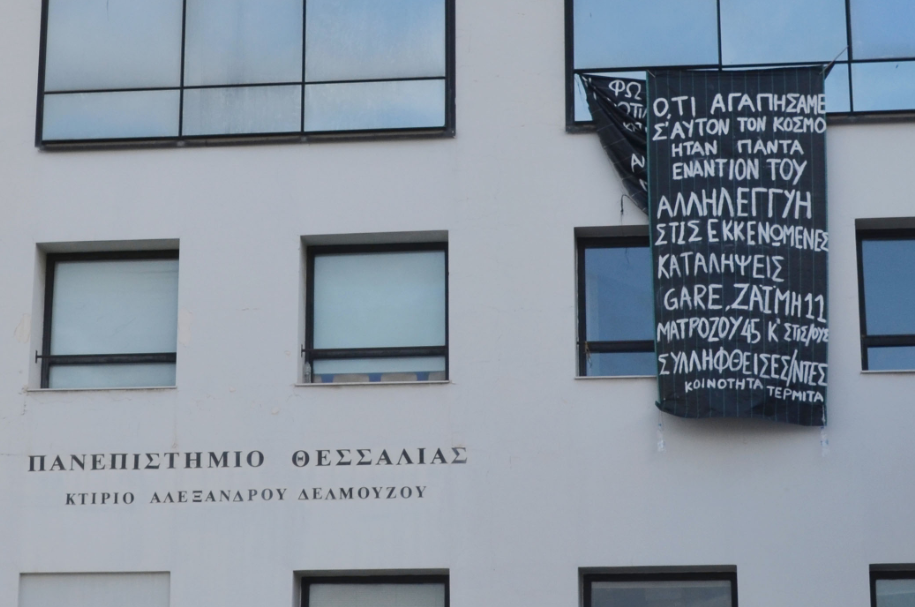 ΦΩ
Ο,ΤΙ ΑΓΑΠΗΣΑΜΕ
Σ'ΑΥΤΟΝ ΤΟΝ ΚΟΣΜΟ
ΗΤΑΝ ΠΑΝΤΑ
ΕΝΑΝΤΙΟΝ ΤΟΥ
ΑΛΛΗΛΕΓΓΥΗ
ΣΤΙΣ ΕΚΚΕΝΩΜΕΝΕΣ
ΚΑΤΑΛΗΨΕΙΣ
GARE, ΖΑΪΜΗ 11
ΜΑΤΡΟΖΟΥ 45 Κ' ΣΤΙΣ/ΟΥΣ
ΣΥΛΛΗΦΘΕΙΣΕΣ/ΝΤΕΣ
ΚΟΙΝΟΤΗΤΑ ΤΕΡΜΙΤΑ
ΠΑΝΕΠΙΣΤΗΜΙΟ ΘΕΣΣΑΛΙΑΣ
ΚΤΙΡΙΟ ΑΛΕΞΑΝΔΡΟΥ ΔΕΛΜΟΥΖΟΥ